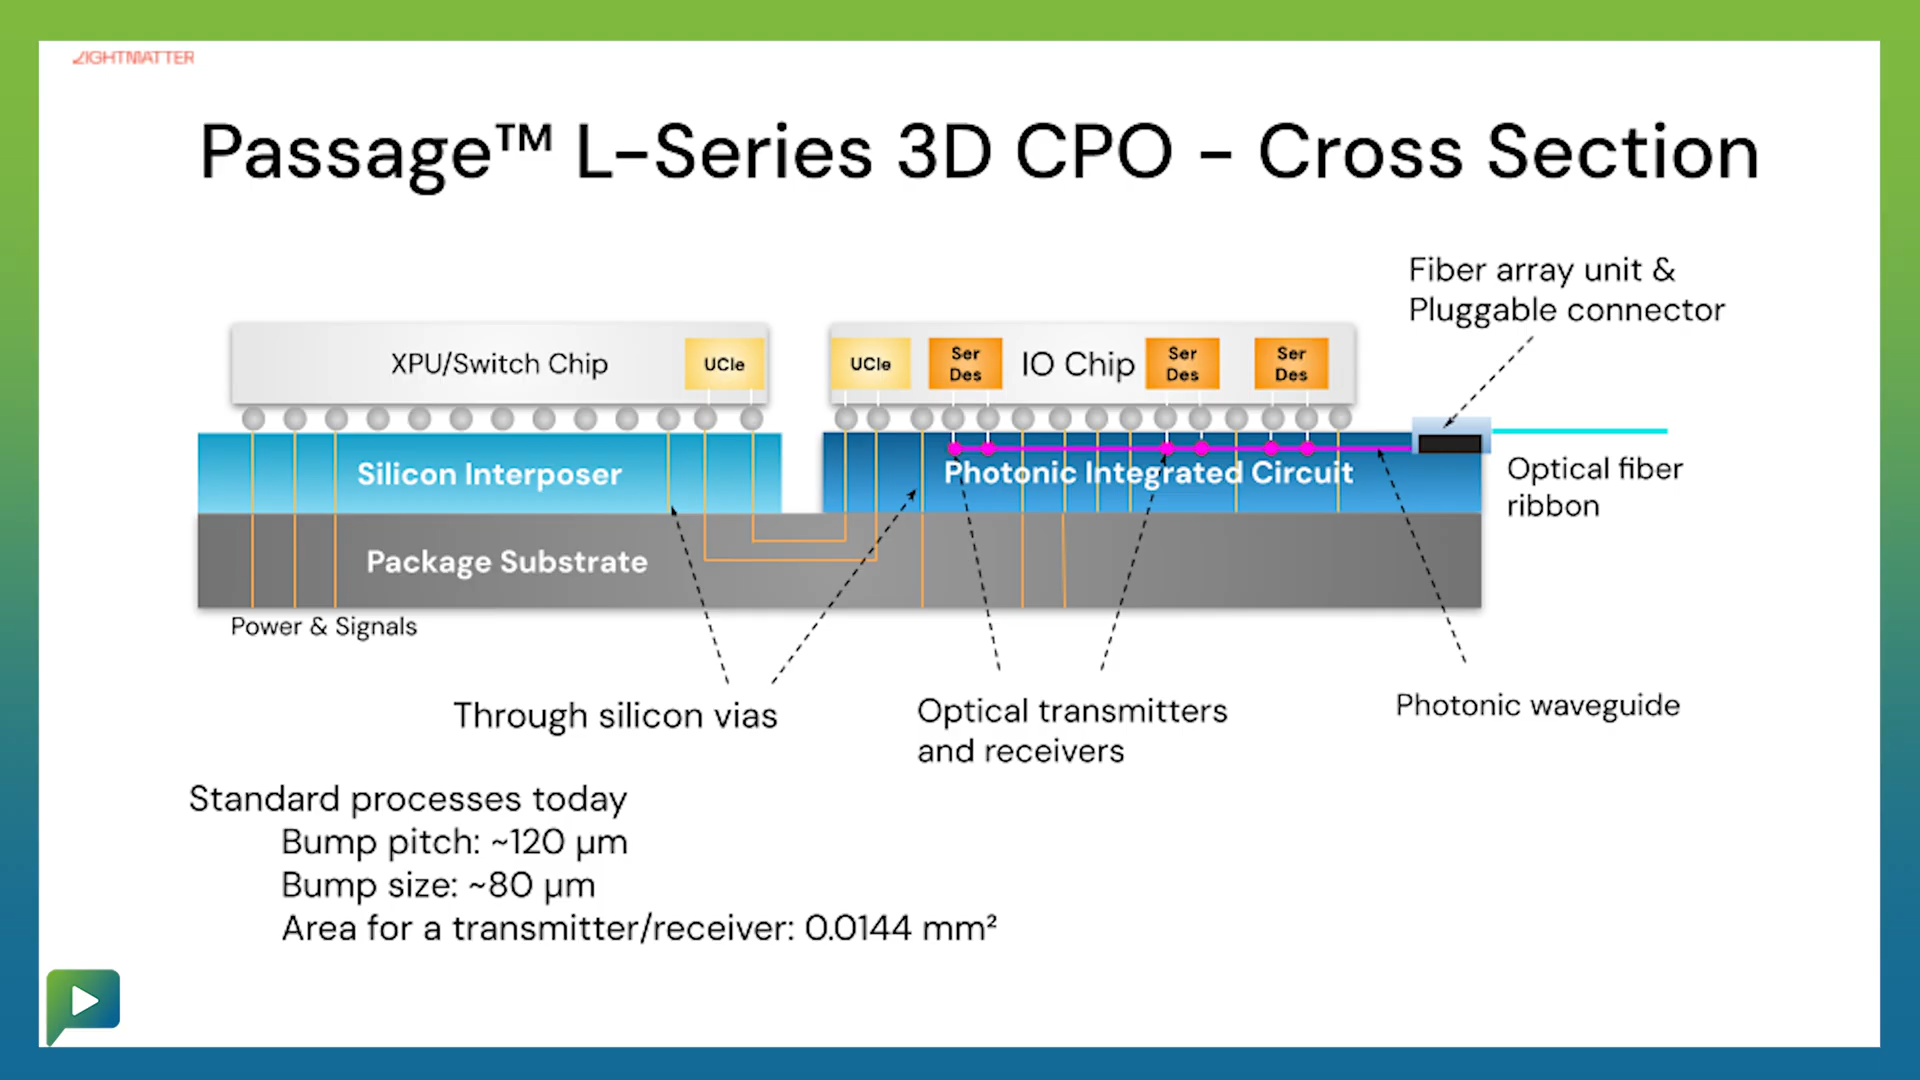 LIGHTMATTER
Passage™ L-Series 3D CPO - Cross Section
Fiber array unit &
Pluggable connector
XPU/Switch Chip
UCIe
UCIe
Ser
Des
IO Chip
Ser
Des
Ser
Des
Silicon Interposer
Photonic Integrated Circuit
Optical fiber
ribbon
Package Substrate
Power & Signals
Through silicon vias
Optical transmitters
and receivers
Photonic waveguide
Standard processes today
Bump pitch: ~120 µm
Bump size: ~80 µm
Area for a transmitter/receiver: 0.0144 mm²